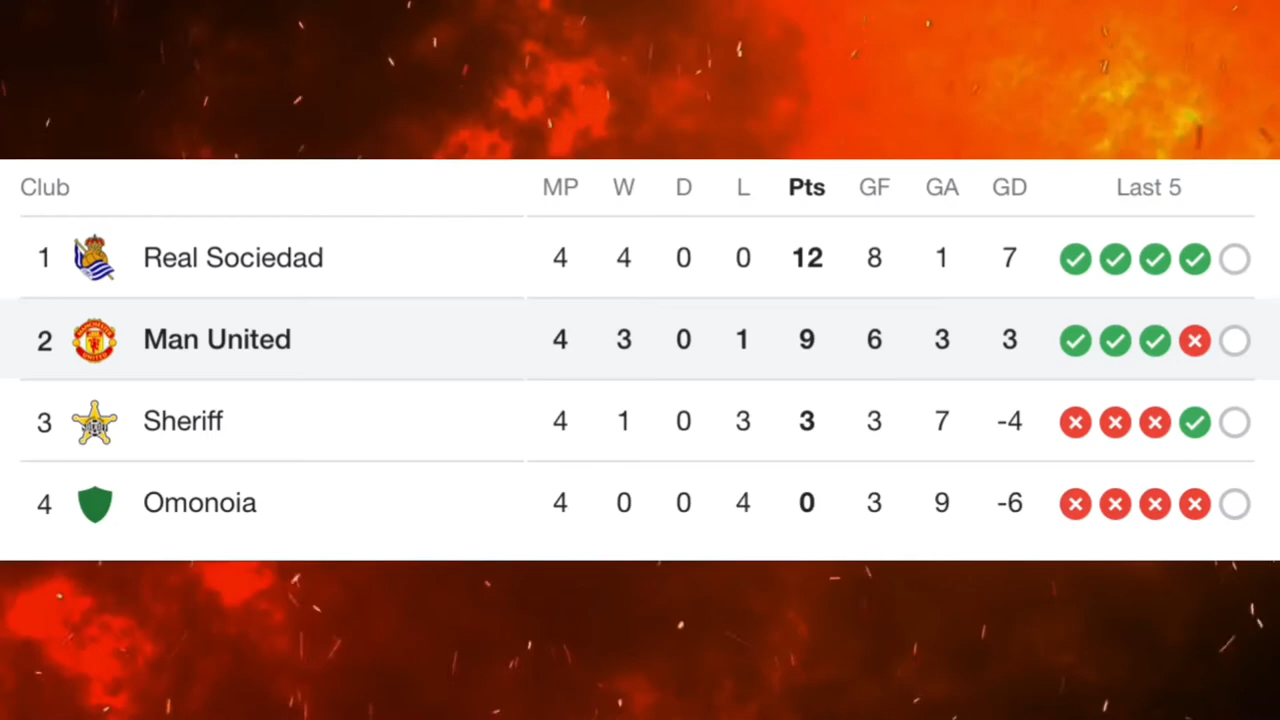 Club MP W D L Pts GF GA GD Last 5
1 Real Sociedad 4 4 0 0 12 8 1 7
2 Man United 4 3 0 1 9 6 3 3
3 Sheriff 4 1 0 3 3 3 7 -4
4 Omonoia 4 0 0 4 0 3 9 -6